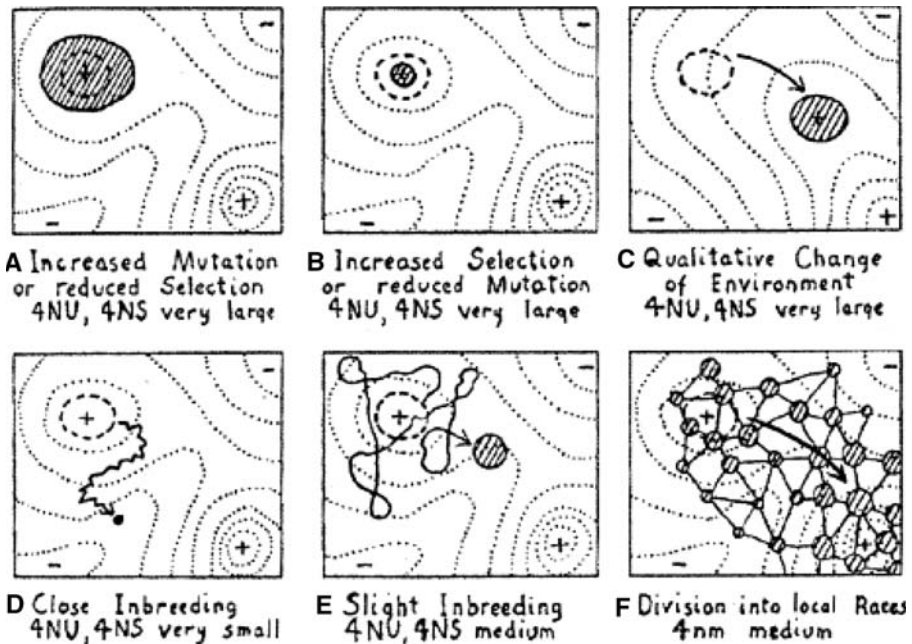 A Increased Mutation
or reduced Selection
4NU, 4NS very large
B Increased Selection
or reduced Mutation
4NU, 4NS very large
C Qualitative Change
of Environment
4NU, 4NS very large
D Close Inbreeding
4NU, 4NS very small
E Slight Inbreeding
4NU, 4NS medium
F Division into local Races
4nm medium